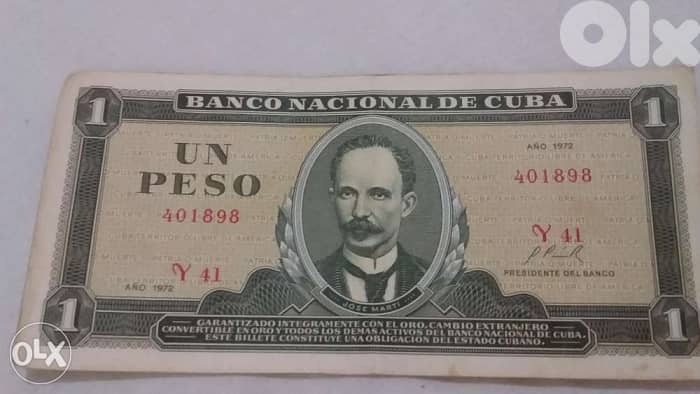 OLX
BANCO NACIONAL DE CUBA
1
1
UN
PESO
401898
Y 41
AÑO 1972
AÑO 1972
401898
Y 41
PRESIDENTE DEL BANCO
JOSE MARTI
1
1
GARANTIZADO INTEGRAMENTE CON EL ORO, CAMBIO EXTRANJERO
CONVERTIBLE EN ORO Y TODOS LOS DEMAS ACTIVOS DEL BANCO NACIONAL DE CUBA.
ESTE BILLETE CONSTITUYE UNA OBLIGACION DEL ESTADO CUBANO.
OLX